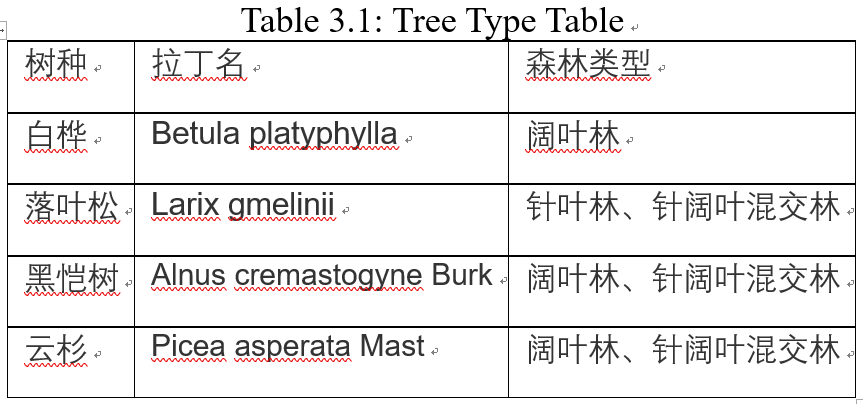 Table 3.1: Tree Type Table
树种 拉丁名 森林类型
白桦 Betula platyphylla 阔叶林
落叶松 Larix gmelinii 针叶林、针阔叶混交林
黑恺树 Alnus cremastogyne Burk 阔叶林、针阔叶混交林
云杉 Picea asperata Mast 阔叶林、针阔叶混交林